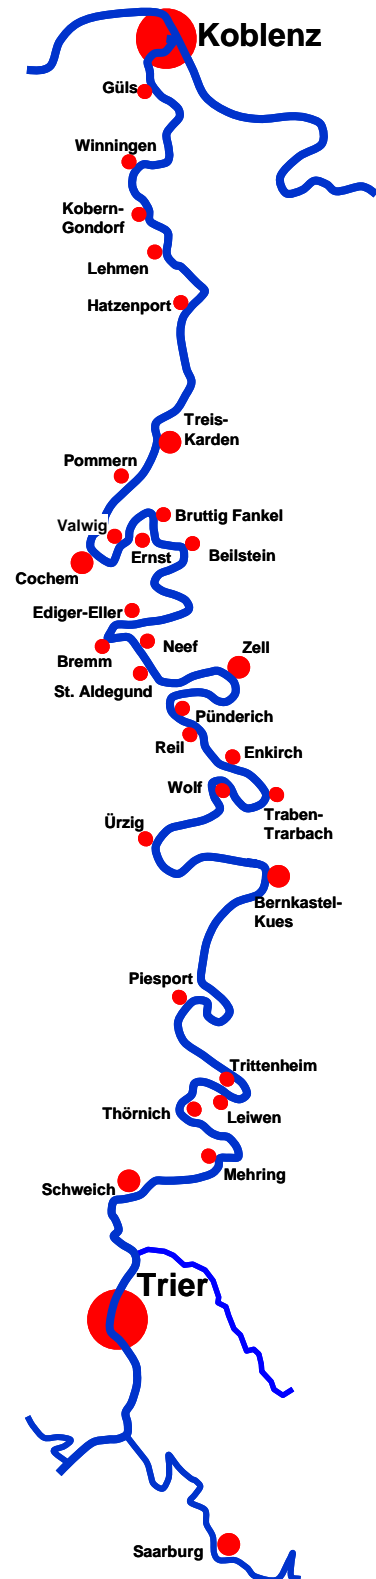 Koblenz
Güls
Winningen
Kobern-
Gondorf
Lehmen
Hatzenport
Treis-
Karden
Pommern
Bruttig Fankel
Valwig
Ernst
Beilstein
Cochem
Ediger-Eller
Neef
Zell
Bremm
St. Aldegund
Pünderich
Reil
Enkirch
Wolf
Traben-
Trarbach
Ürzig
Bernkastel-
Kues
Piesport
Trittenheim
Thörnich
Leiwen
Mehring
Schweich
Trier
Saarburg